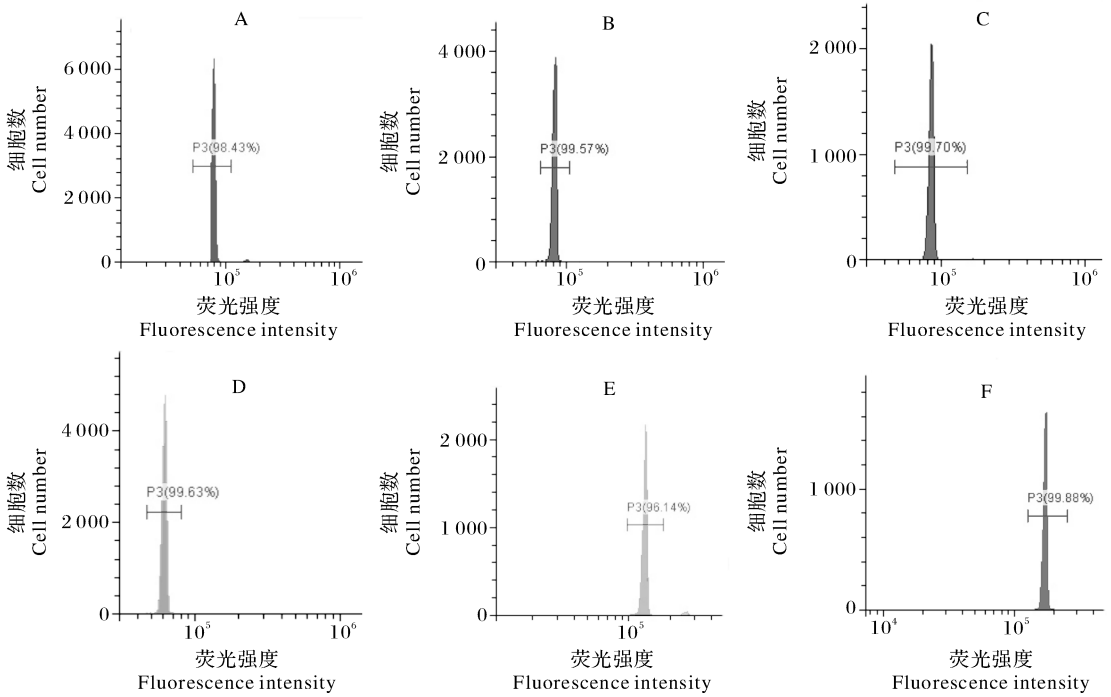 A
细胞数
Cell number
6 000
4 000
2 000
0
P3(98.43%)
10⁵
10⁶
荧光强度
Fluorescence intensity
B
细胞数
Cell number
4 000
2 000
0
P3(99.57%)
10⁵
10⁶
荧光强度
Fluorescence intensity
C
细胞数
Cell number
2 000
1 000
0
P3(99.70%)
10⁵
10⁶
荧光强度
Fluorescence intensity
D
细胞数
Cell number
4 000
2 000
0
P3(99.63%)
10⁵
10⁶
荧光强度
Fluorescence intensity
E
细胞数
Cell number
2 000
1 000
0
P3(96.14%)
10⁵
荧光强度
Fluorescence intensity
F
细胞数
Cell number
1 000
0
P3(99.88%)
10⁴
10⁵
荧光强度
Fluorescence intensity